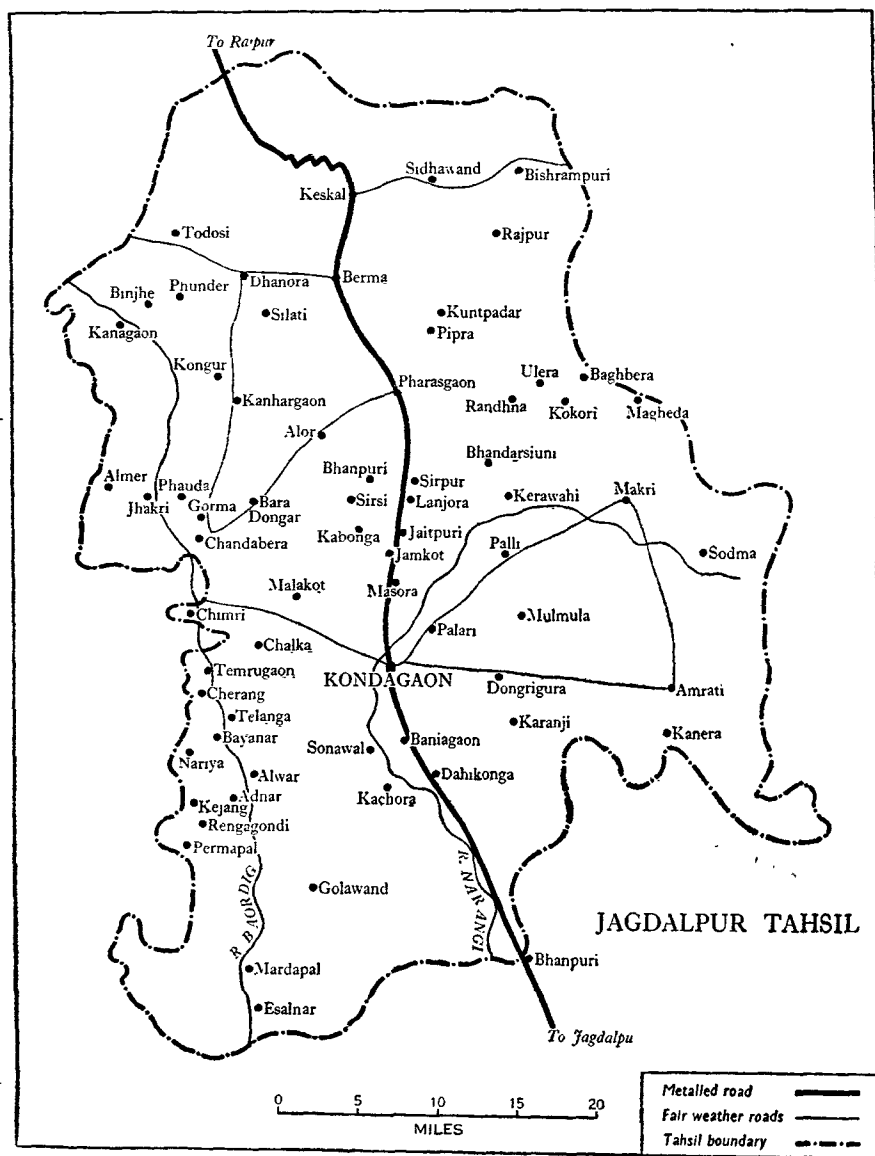 To Raipur
Sidhawand
Bishrampuri
Keskal
Todosi
Rajpur
Dhanora
Berma
Binjhe
Phunder
Silati
Kuntpadar
Kanagaon
Pipra
Kongur
Ulera
Baghbera
Pharasgaon
Kanhargaon
Randhna
Kokori
Magheda
Alor
Bhandarsiuni
Bhanpuri
Sirpur
Almer
Phauda
Makri
Jhakri
Gorma
Bara
Dongar
Sirsi
Lanjora
Kerawahi
Kabonga
Jaitpuri
Chandabera
Jamkot
Palli
Sodma
Malakot
Masora
Chimri
Mulmula
Palari
Chalka
Temrugaon
KONDAGAON
Dongrigura
Amrati
Cherang
Telanga
Karanji
Bayanar
Sonawal
Baniagaon
Kanera
Nariya
Alwar
Dahikonga
Adnar
Kachora
Kejang
Rengagondi
Permapal
Golawand
R BAORDIG
R. NARANGI
JAGDALPUR TAHSIL
Mardapal
Bhanpuri
Esalnar
To Jagdalpu
0 5 10 15 20
MILES
Metalled road
Fair weather roads
Tahsil boundary